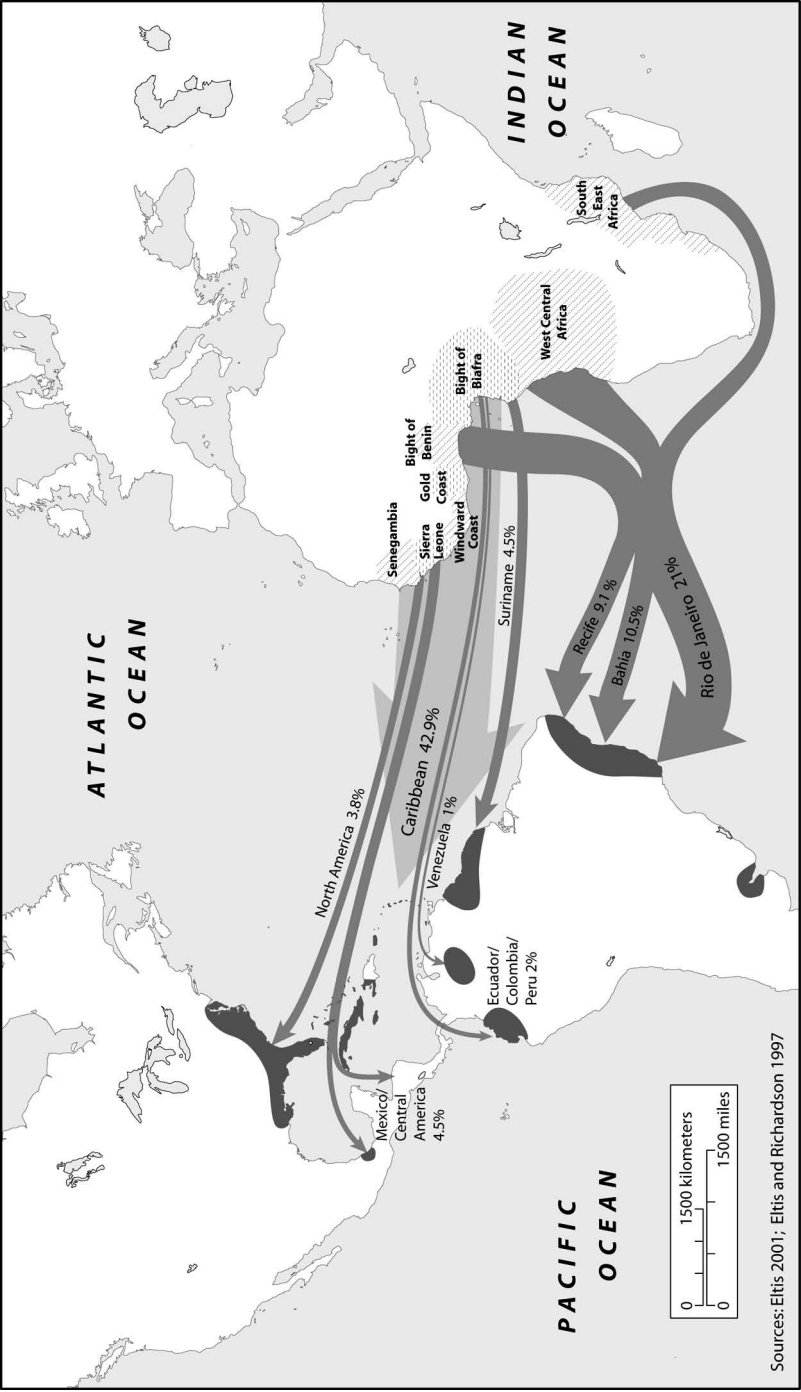 ATLANTIC
OCEAN
INDIAN
OCEAN
PACIFIC
OCEAN
Senegambia
Sierra
Leone
Windward
Coast
Gold
Coast
Bight of
Benin
Bight of
Biafra
West Central
Africa
South
East
Africa
North America 3.8%
Caribbean 42.9%
Venezuela 1%
Suriname 4.5%
Recife 9.1 %
Bahia 10.5%
Rio de Janeiro 21%
Mexico/
Central
America
4.5%
Ecuador/
Colombia/
Peru 2%
0 1500 kilometers
0 1500 miles
Sources: Eltis 2001; Eltis and Richardson 1997